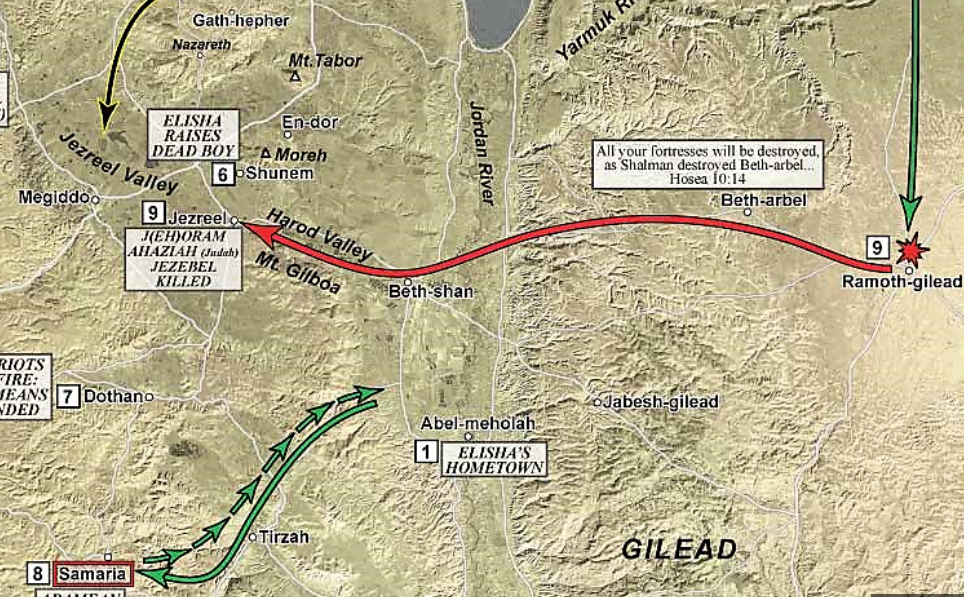 Gath-hepher
Nazareth
Mt.Tabor
Yarmuk
ELISHA
RAISES
DEAD BOY
En-dor
Moreh
6
Shunem
Jezreel Valley
Megiddo
Jordan River
All your fortresses will be destroyed,
as Shalman destroyed Beth-arbel...
Hosea 10:14
Beth-arbel
9
Jezreel
Harod Valley
Mt. Gilboa
J(EH)ORAM
AHAZIAH (Judah)
JEZEBEL
KILLED
Beth-shan
9
Ramoth-gilead
RIOTS
FIRE:
MEANS
NDED
7
Dothan
Jabesh-gilead
Abel-meholah
1
ELISHA'S
HOMETOWN
Tirzah
GILEAD
8
Samaria
ARAMEAN